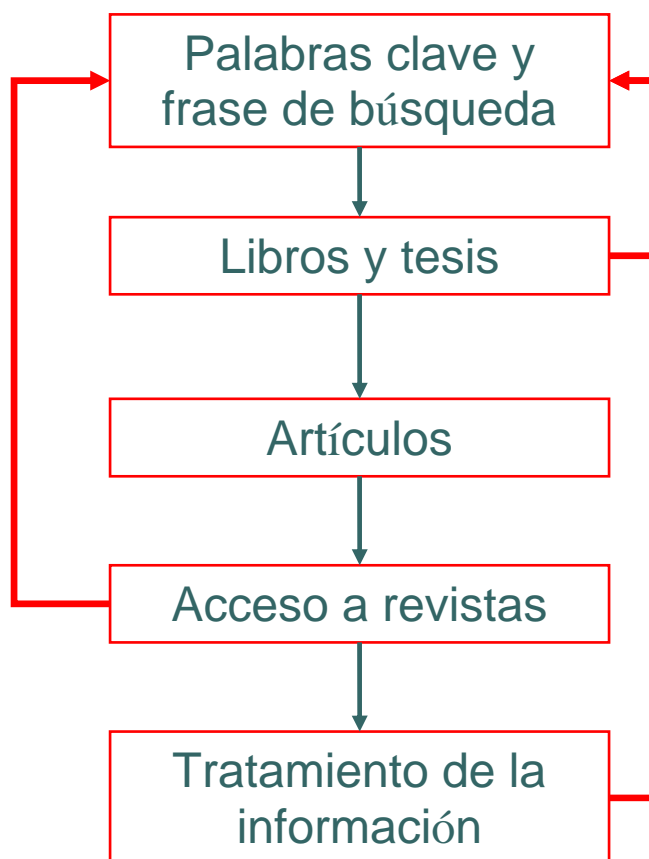 Palabras clave y
frase de búsqueda
Libros y tesis
Artículos
Acceso a revistas
Tratamiento de la
información